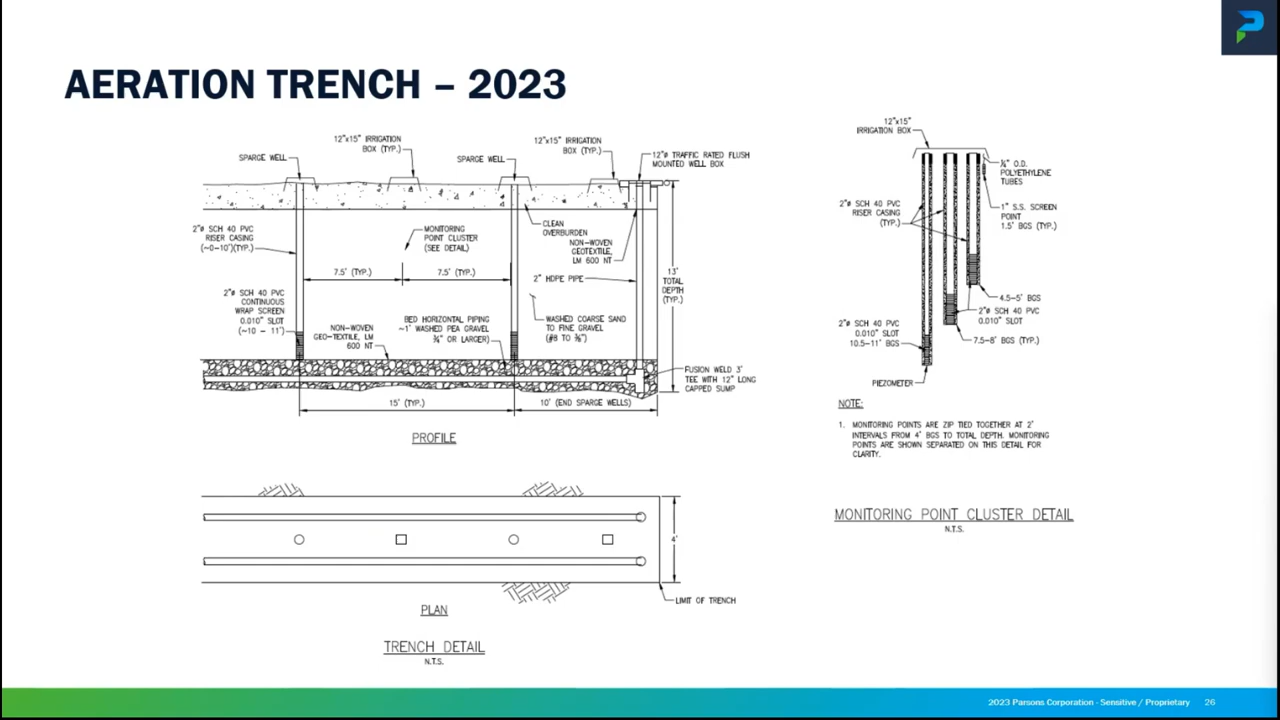 AERATION TRENCH – 2023
12"x15" IRRIGATION
BOX (TYP.)
SPARGE WELL
12"x15" IRRIGATION
BOX (TYP.)
SPARGE WELL
12"ø TRAFFIC RATED FLUSH
MOUNTED WELL BOX
2"ø SCH 40 PVC
RISER CASING
(~0-10')(TYP.)
MONITORING
POINT CLUSTER
(SEE DETAIL)
CLEAN
OVERBURDEN
NON-WOVEN
GEOTEXTILE,
LM 600 NT
7.5' (TYP.)
7.5' (TYP.)
2" HDPE PIPE
13'
TOTAL
DEPTH
(TYP.)
2"ø SCH 40 PVC
CONTINUOUS
WRAP SCREEN
0.010" SLOT
(~10 - 11')
NON-WOVEN
GEO-TEXTILE, LM
600 NT
BED HORIZONTAL PIPING
~1' WASHED PEA GRAVEL
¾" OR LARGER)
WASHED COARSE SAND
TO FINE GRAVEL
(#8 TO ⅜")
FUSION WELD 3'
TEE WITH 12" LONG
CAPPED SUMP
15' (TYP.)
10' (END SPARGE WELLS)
PROFILE
4'
LIMIT OF TRENCH
PLAN
TRENCH DETAIL
N.T.S.
12"x15"
IRRIGATION BOX
¼" O.D.
POLYETHYLENE
TUBES
2"ø SCH 40 PVC
RISER CASING
(TYP.)
1" S.S. SCREEN
POINT
1.5' BGS (TYP.)
4.5-5' BGS
2"ø SCH 40 PVC
0.010" SLOT
7.5-8' BGS (TYP.)
2"ø SCH 40 PVC
0.010" SLOT
10.5-11' BGS
PIEZOMETER
NOTE:
1. MONITORING POINTS ARE ZIP TIED TOGETHER AT 2'
INTERVALS FROM 4' BGS TO TOTAL DEPTH. MONITORING
POINTS ARE SHOWN SEPARATED ON THIS DETAIL FOR
CLARITY.
MONITORING POINT CLUSTER DETAIL
N.T.S.
2023 Parsons Corporation - Sensitive / Proprietary 26